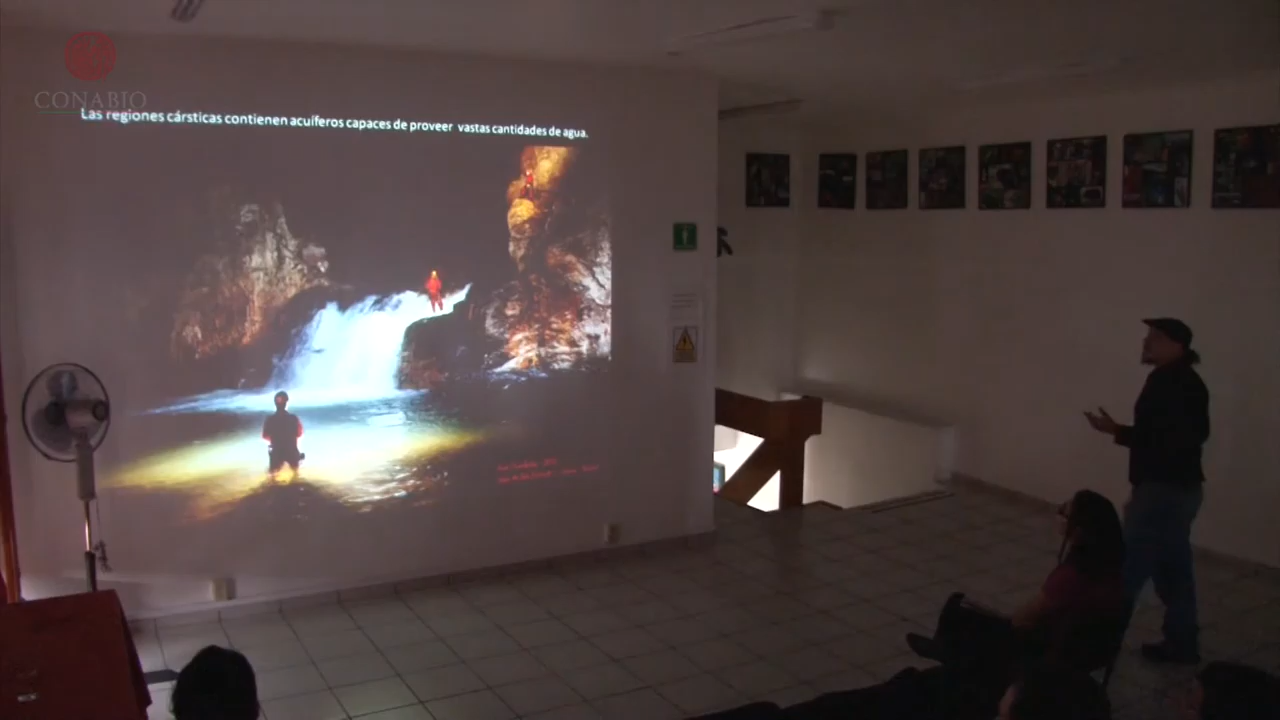 CONABIO
Las regiones cársticas contienen acuíferos capaces de proveer vastas cantidades de agua.